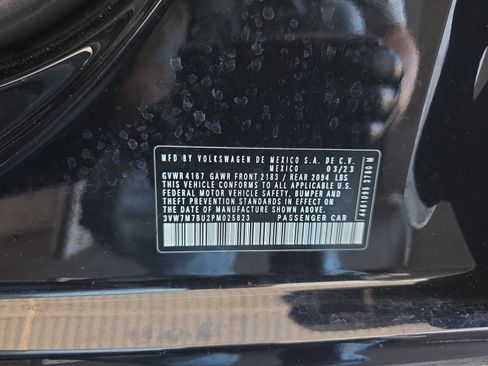 MFD BY VOLKSWAGEN DE MEXICO S.A. DE C.V.
MEXICO 03/23
GVWR 4167 GAWR FRONT 2183 / REAR 2094 LBS
THIS VEHICLE CONFORMS TO ALL APPLICABLE U.S.
FEDERAL MOTOR VEHICLE SAFETY, BUMPER AND
THEFT PREVENTION STANDARDS IN EFFECT ON THE
DATE OF MANUFACTURE SHOWN ABOVE.
3VW7M7BU2PM025823 PASSENGER CAR